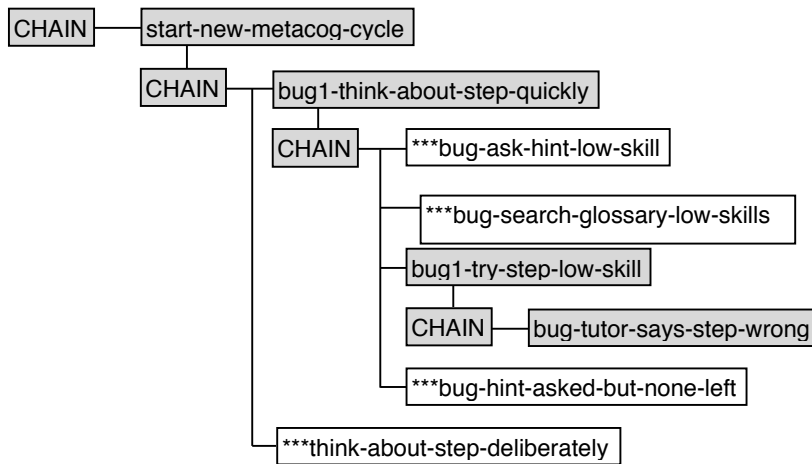 CHAIN start-new-metacog-cycle
CHAIN bug1-think-about-step-quickly
CHAIN ***bug-ask-hint-low-skill
***bug-search-glossary-low-skills
bug1-try-step-low-skill
CHAIN bug-tutor-says-step-wrong
***bug-hint-asked-but-none-left
***think-about-step-deliberately